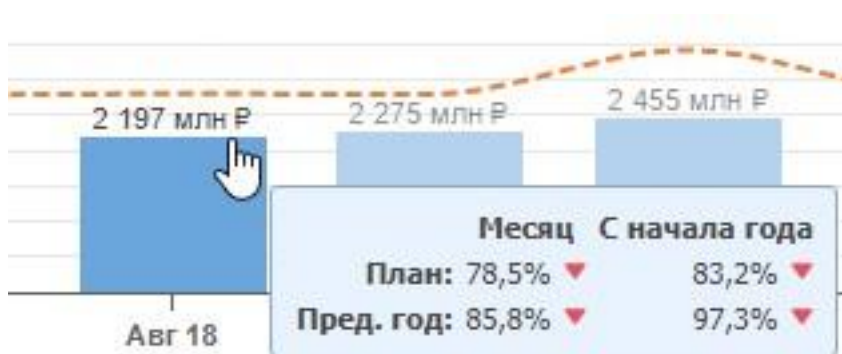 2 197 млн ₽
2 275 млн ₽
2 455 млн ₽
Месяц С начала года
План: 78,5% ▼ 83,2% ▼
Пред. год: 85,8% ▼ 97,3% ▼
Авг 18